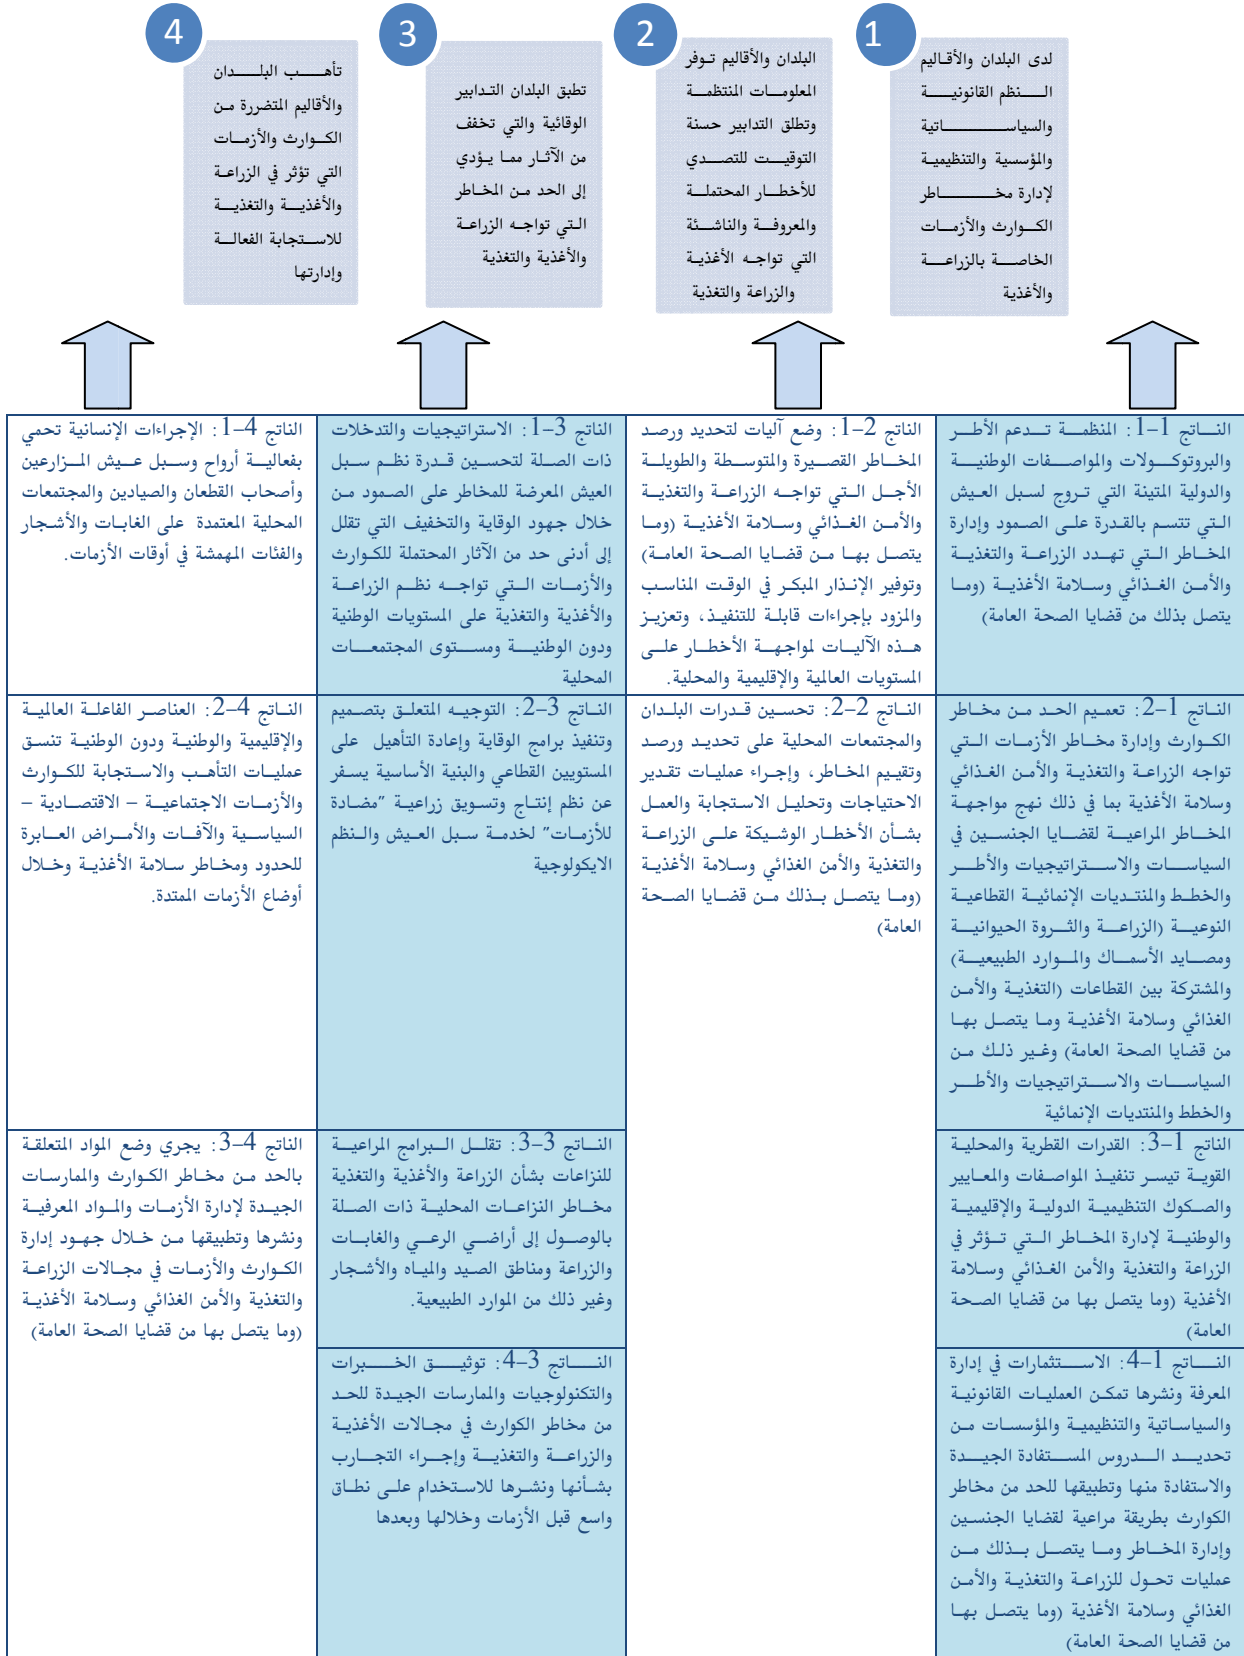 1
لدى البلدان والأقاليم
النظم القانونية
والسياساتية
والمؤسسية والتنظيمية
لإدارة مخاطر
الكوارث والأزمات
الخاصة بالزراعة
والأغذية
2
البلدان والأقاليم توفر
المعلومات المنتظمة
وتطلق التدابير حسنة
التوقيت للتصدي
للأخطار المحتملة
والمعروفة والناشئة
التي تواجه الأغذية
والزراعة والتغذية
3
تطبق البلدان التدابير
الوقائية والتي تخفف
من الآثار مما يؤدي
إلى الحد من المخاطر
التي تواجه الزراعة
والأغذية والتغذية
4
تأهب البلدان
والأقاليم المتضررة من
الكوارث والأزمات
التي تؤثر في الزراعة
والأغذية والتغذية
للاستجابة الفعالة
وإدارتها
الناتج 1–1: المنظمة تدعم الأطر
والبروتوكولات والمواصفات الوطنية
والدولية المتينة التي تروج لسبل العيش
التي تتسم بالقدرة على الصمود وإدارة
المخاطر التي تهدد الزراعة والتغذية
والأمن الغذائي وسلامة الأغذية (وما
يتصل بذلك من قضايا الصحة العامة)
الناتج 2–1: وضع آليات لتحديد ورصد
المخاطر القصيرة والمتوسطة والطويلة
الأجل التي تواجه الزراعة والتغذية
والأمن الغذائي وسلامة الأغذية (وما
يتصل بها من قضايا الصحة العامة)
وتوفير الإنذار المبكر في الوقت المناسب
والمزود بإجراءات قابلة للتنفيذ، وتعزيز
هذه الآليات لمواجهة الأخطار على
المستويات العالمية والإقليمية والمحلية.
الناتج 3–1: الاستراتيجيات والتدخلات
ذات الصلة لتحسين قدرة نظم سبل
العيش المعرضة للمخاطر على الصمود من
خلال جهود الوقاية والتخفيف التي تقلل
إلى أدنى حد من الآثار المحتملة للكوارث
والأزمات التي تواجه نظم الزراعة
والأغذية والتغذية على المستويات الوطنية
ودون الوطنية ومستوى المجتمعات
المحلية
الناتج 4–1: الإجراءات الإنسانية تحمي
بفعالية أرواح وسبل عيش المزارعين
وأصحاب القطعان والصيادين والمجتمعات
المحلية المعتمدة على الغابات والأشجار
والفئات المهمشة في أوقات الأزمات.
الناتج 1–2: تعميم الحد من مخاطر
الكوارث وإدارة مخاطر الأزمات التي
تواجه الزراعة والتغذية والأمن الغذائي
وسلامة الأغذية بما في ذلك نهج مواجهة
المخاطر المراعية لقضايا الجنسين في
السياسات والاستراتيجيات والأطر
والخطط والمنتديات الإنمائية القطاعية
النوعية (الزراعة والثروة الحيوانية
ومصايد الأسماك والموارد الطبيعية)
والمشتركة بين القطاعات (التغذية والأمن
الغذائي وسلامة الأغذية وما يتصل بها
من قضايا الصحة العامة) وغير ذلك من
السياسات والاستراتيجيات والأطر
والخطط والمنتديات الإنمائية
الناتج 2–2: تحسين قدرات البلدان
والمجتمعات المحلية على تحديد ورصد
وتقييم المخاطر، وإجراء عمليات تقدير
الاحتياجات وتحليل الاستجابة والعمل
بشأن الأخطار الوشيكة على الزراعة
والتغذية والأمن الغذائي وسلامة الأغذية
(وما يتصل بذلك من قضايا الصحة
العامة)
الناتج 3–2: التوجيه المتعلق بتصميم
وتنفيذ برامج الوقاية وإعادة التأهيل على
المستويين القطاعي والبنية الأساسية يسفر
عن نظم إنتاج وتسويق زراعية "مضادة
للأزمات" لخدمة سبل العيش والنظم
الايكولوجية
الناتج 4–2: العناصر الفاعلة العالمية
والإقليمية والوطنية ودون الوطنية تنسق
عمليات التأهب والاستجابة للكوارث
والأزمات الاجتماعية – الاقتصادية –
السياسية والآفات والأمراض العابرة
للحدود ومخاطر سلامة الأغذية وخلال
أوضاع الأزمات الممتدة.
الناتج 1–3: القدرات القطرية والمحلية
القوية تيسر تنفيذ المواصفات والمعايير
والصكوك التنظيمية الدولية والإقليمية
والوطنية لإدارة المخاطر التي تؤثر في
الزراعة والتغذية والأمن الغذائي وسلامة
الأغذية (وما يتصل بها من قضايا الصحة
العامة)
الناتج 3–3: تقلل البرامج المراعية
للنزاعات بشأن الزراعة والأغذية والتغذية
مخاطر النزاعات المحلية ذات الصلة
بالوصول إلى أراضي الرعي والغابات
والزراعة ومناطق الصيد والمياه والأشجار
وغير ذلك من الموارد الطبيعية.
الناتج 4–3: يجري وضع المواد المتعلقة
بالحد من مخاطر الكوارث والممارسات
الجيدة لإدارة الأزمات والمواد المعرفية
ونشرها وتطبيقها من خلال جهود إدارة
الكوارث والأزمات في مجالات الزراعة
والتغذية والأمن الغذائي وسلامة الأغذية
(وما يتصل بها من قضايا الصحة العامة)
الناتج 1–4: الاستثمارات في إدارة
المعرفة ونشرها تمكن العمليات القانونية
والسياساتية والتنظيمية والمؤسسات من
تحديد الدروس المستفادة الجيدة
والاستفادة منها وتطبيقها للحد من مخاطر
الكوارث بطريقة مراعية لقضايا الجنسين
وإدارة المخاطر وما يتصل بذلك من
عمليات تحول للزراعة والتغذية والأمن
الغذائي وسلامة الأغذية (وما يتصل بها
من قضايا الصحة العامة)
الناتج 3–4: توثيق الخبرات
والتكنولوجيات والممارسات الجيدة للحد
من مخاطر الكوارث في مجالات الأغذية
والزراعة والتغذية وإجراء التجارب
بشأنها ونشرها للاستخدام على نطاق
واسع قبل الأزمات وخلالها وبعدها